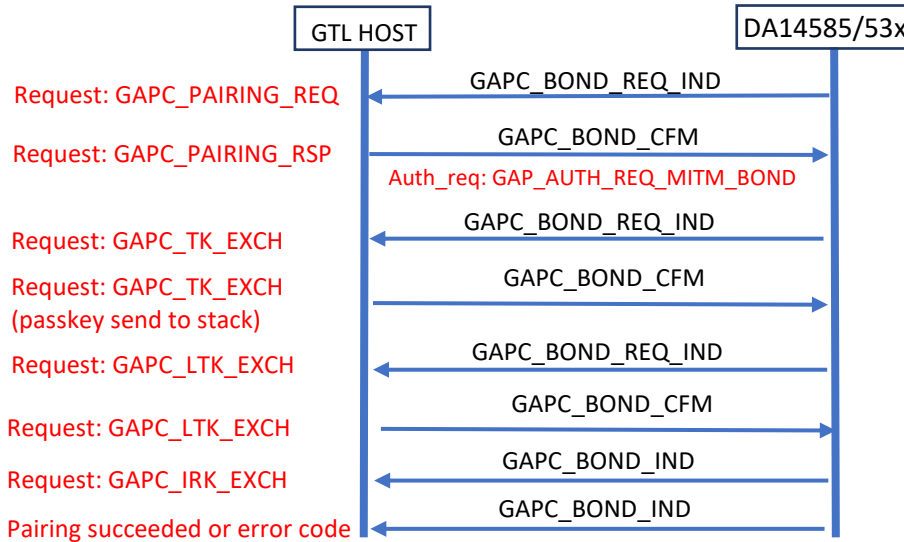 GTL HOST
DA14585/53x
GAPC_BOND_REQ_IND
Request: GAPC_PAIRING_REQ
GAPC_BOND_CFM
Request: GAPC_PAIRING_RSP
Auth_req: GAP_AUTH_REQ_MITM_BOND
GAPC_BOND_REQ_IND
Request: GAPC_TK_EXCH
GAPC_BOND_CFM
Request: GAPC_TK_EXCH
(passkey send to stack)
GAPC_BOND_REQ_IND
Request: GAPC_LTK_EXCH
GAPC_BOND_CFM
Request: GAPC_LTK_EXCH
GAPC_BOND_IND
Request: GAPC_IRK_EXCH
GAPC_BOND_IND
Pairing succeeded or error code